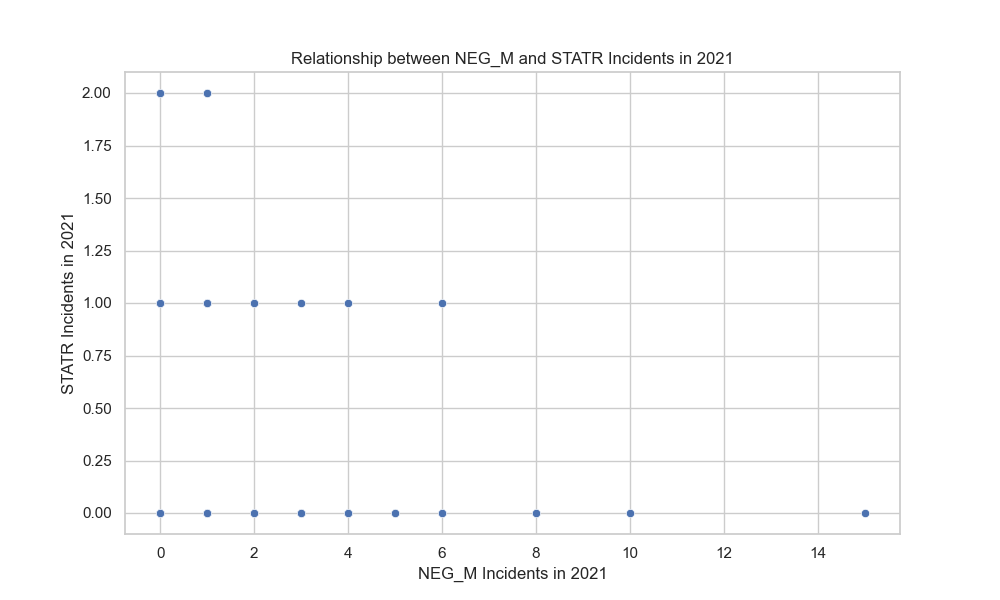 Relationship between NEG_M and STATR Incidents in 2021
2.00
1.75
1.50
1.25
1.00
0.75
0.50
0.25
0.00
STATR Incidents in 2021
0 2 4 6 8 10 12 14
NEG_M Incidents in 2021